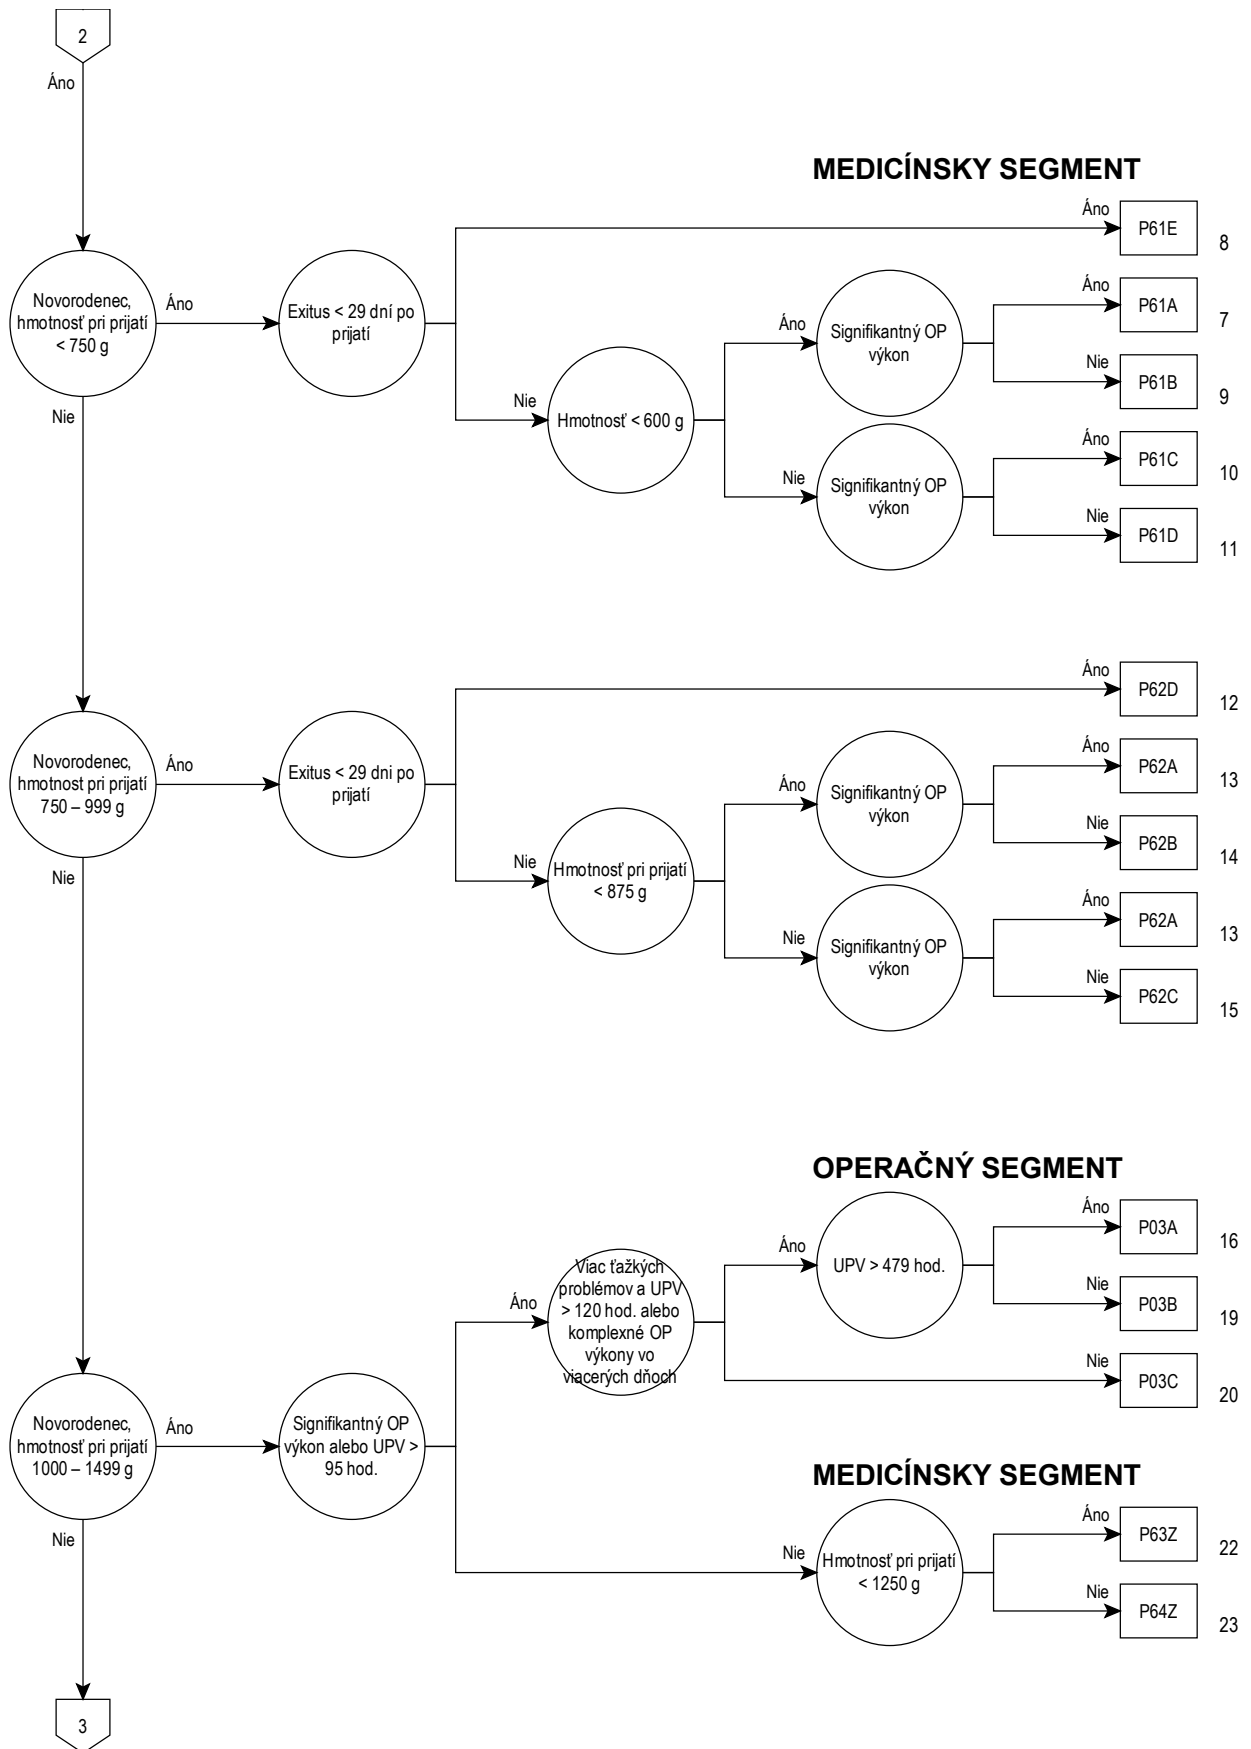 2
Áno
MEDICÍNSKY SEGMENT
Áno
P61E
8
Novorodenec,
hmotnosť pri prijatí
< 750 g
Áno
Exitus < 29 dní po
prijatí
Nie
Hmotnosť < 600 g
Áno
Signifikantný OP
výkon
Áno
P61A
7
Nie
P61B
9
Nie
Signifikantný OP
výkon
Áno
P61C
10
Nie
P61D
11
Nie
Áno
P62D
12
Novorodenec,
hmotnost pri prijatí
750 – 999 g
Áno
Exitus < 29 dni po
prijatí
Nie
Hmotnosť pri prijatí
< 875 g
Áno
Signifikantný OP
výkon
Áno
P62A
13
Nie
P62B
14
Nie
Signifikantný OP
výkon
Áno
P62A
13
Nie
P62C
15
Nie
OPERAČNÝ SEGMENT
Novorodenec,
hmotnosť pri prijatí
1000 – 1499 g
Áno
Signifikantný OP
výkon alebo UPV >
95 hod.
Áno
Viac ťažkých
problémov a UPV
> 120 hod. alebo
komplexné OP
výkony vo
viacerých dňoch
Áno
UPV > 479 hod.
Áno
P03A
16
Nie
P03B
19
Nie
P03C
20
MEDICÍNSKY SEGMENT
Nie
Hmotnosť pri prijatí
< 1250 g
Áno
P63Z
22
Nie
P64Z
23
Nie
3